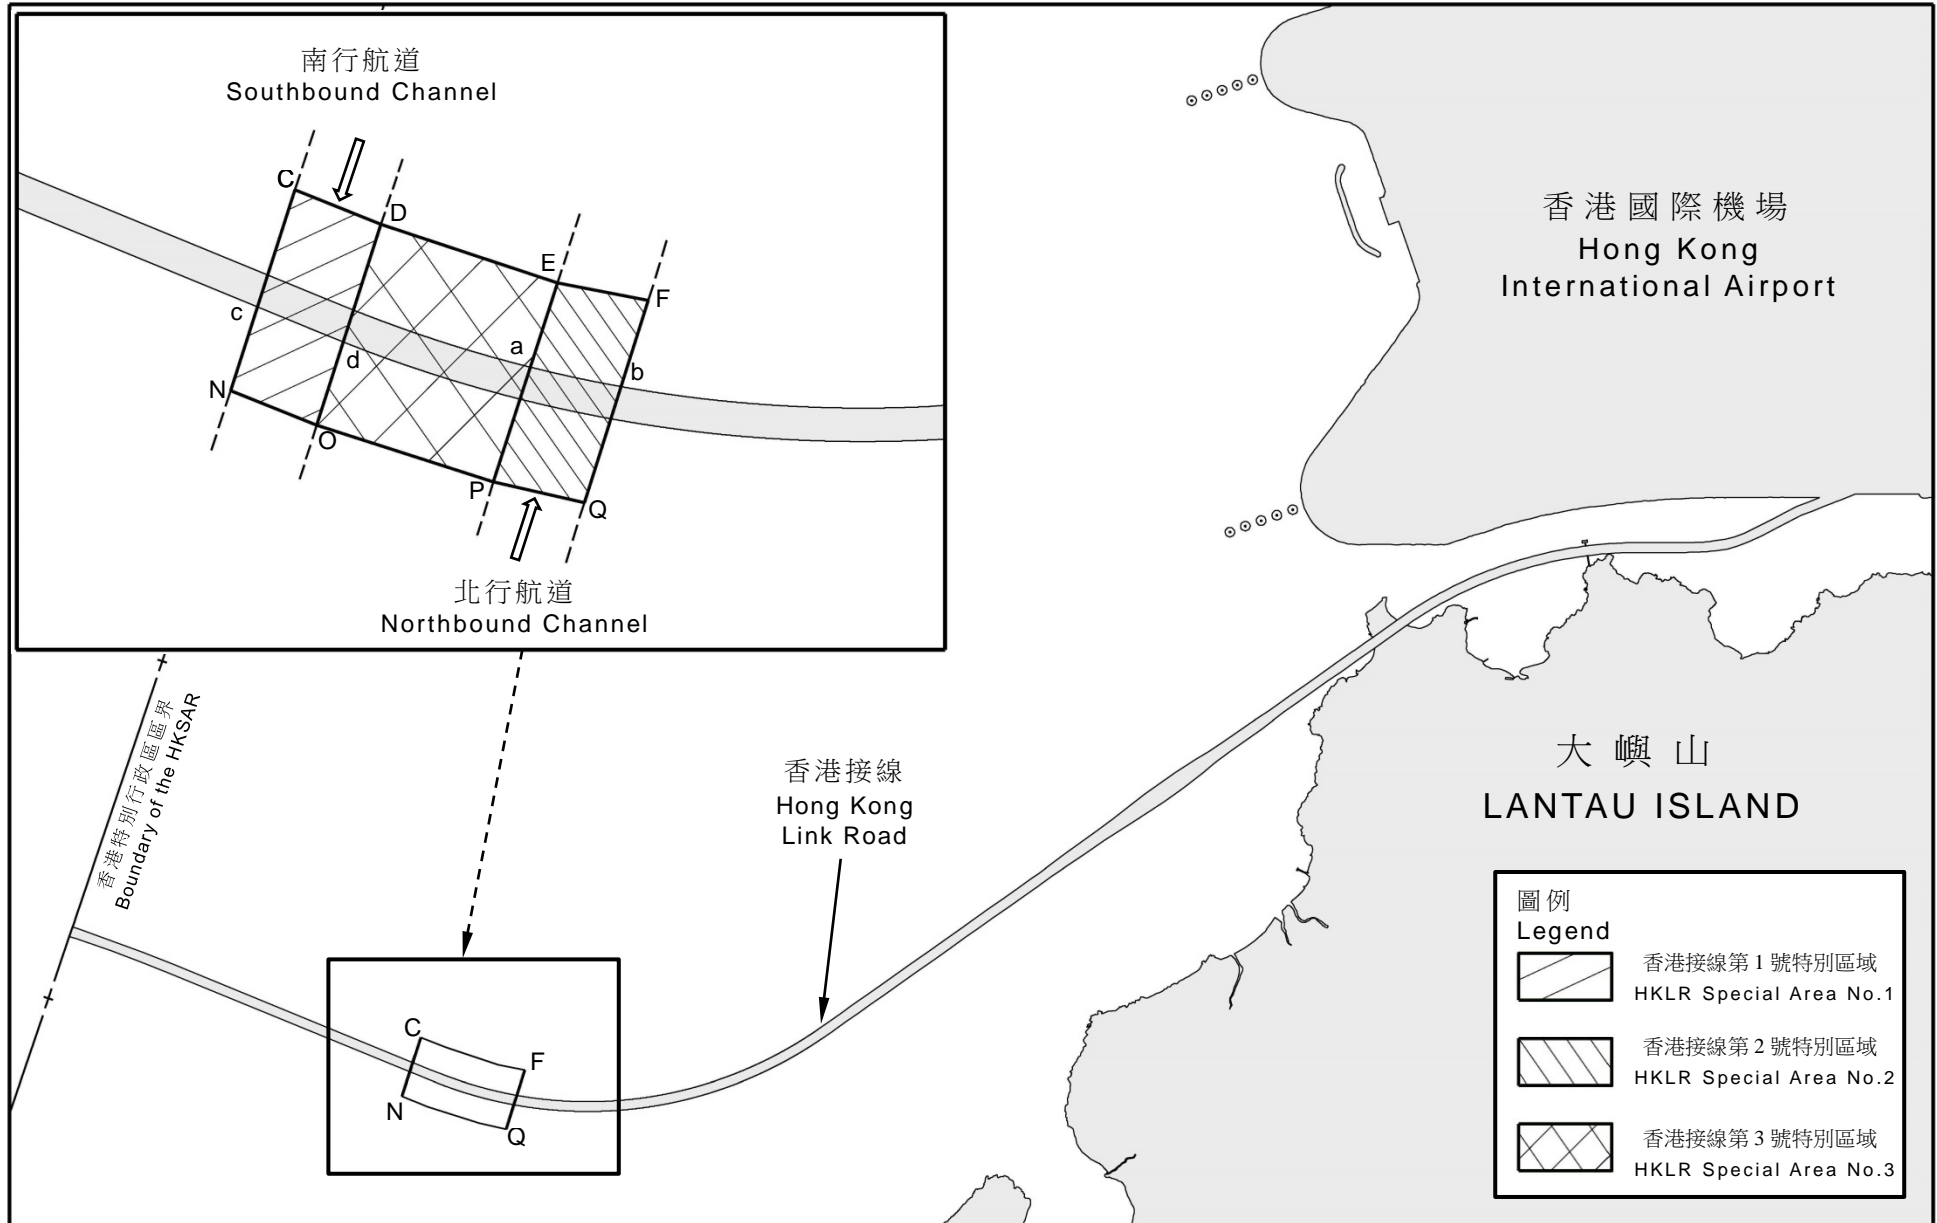 南行航道
Southbound Channel
C
D
E
F
c
d
a
b
N
O
P
Q
北行航道
Northbound Channel
香港國際機場
Hong Kong
International Airport
香港特別行政區區界
Boundary of the HKSAR
香港接線
Hong Kong
Link Road
大嶼山
LANTAU ISLAND
C
F
N
Q
圖例
Legend
香港接線第 1 號特別區域
HKLR Special Area No.1
香港接線第 2 號特別區域
HKLR Special Area No.2
香港接線第 3 號特別區域
HKLR Special Area No.3